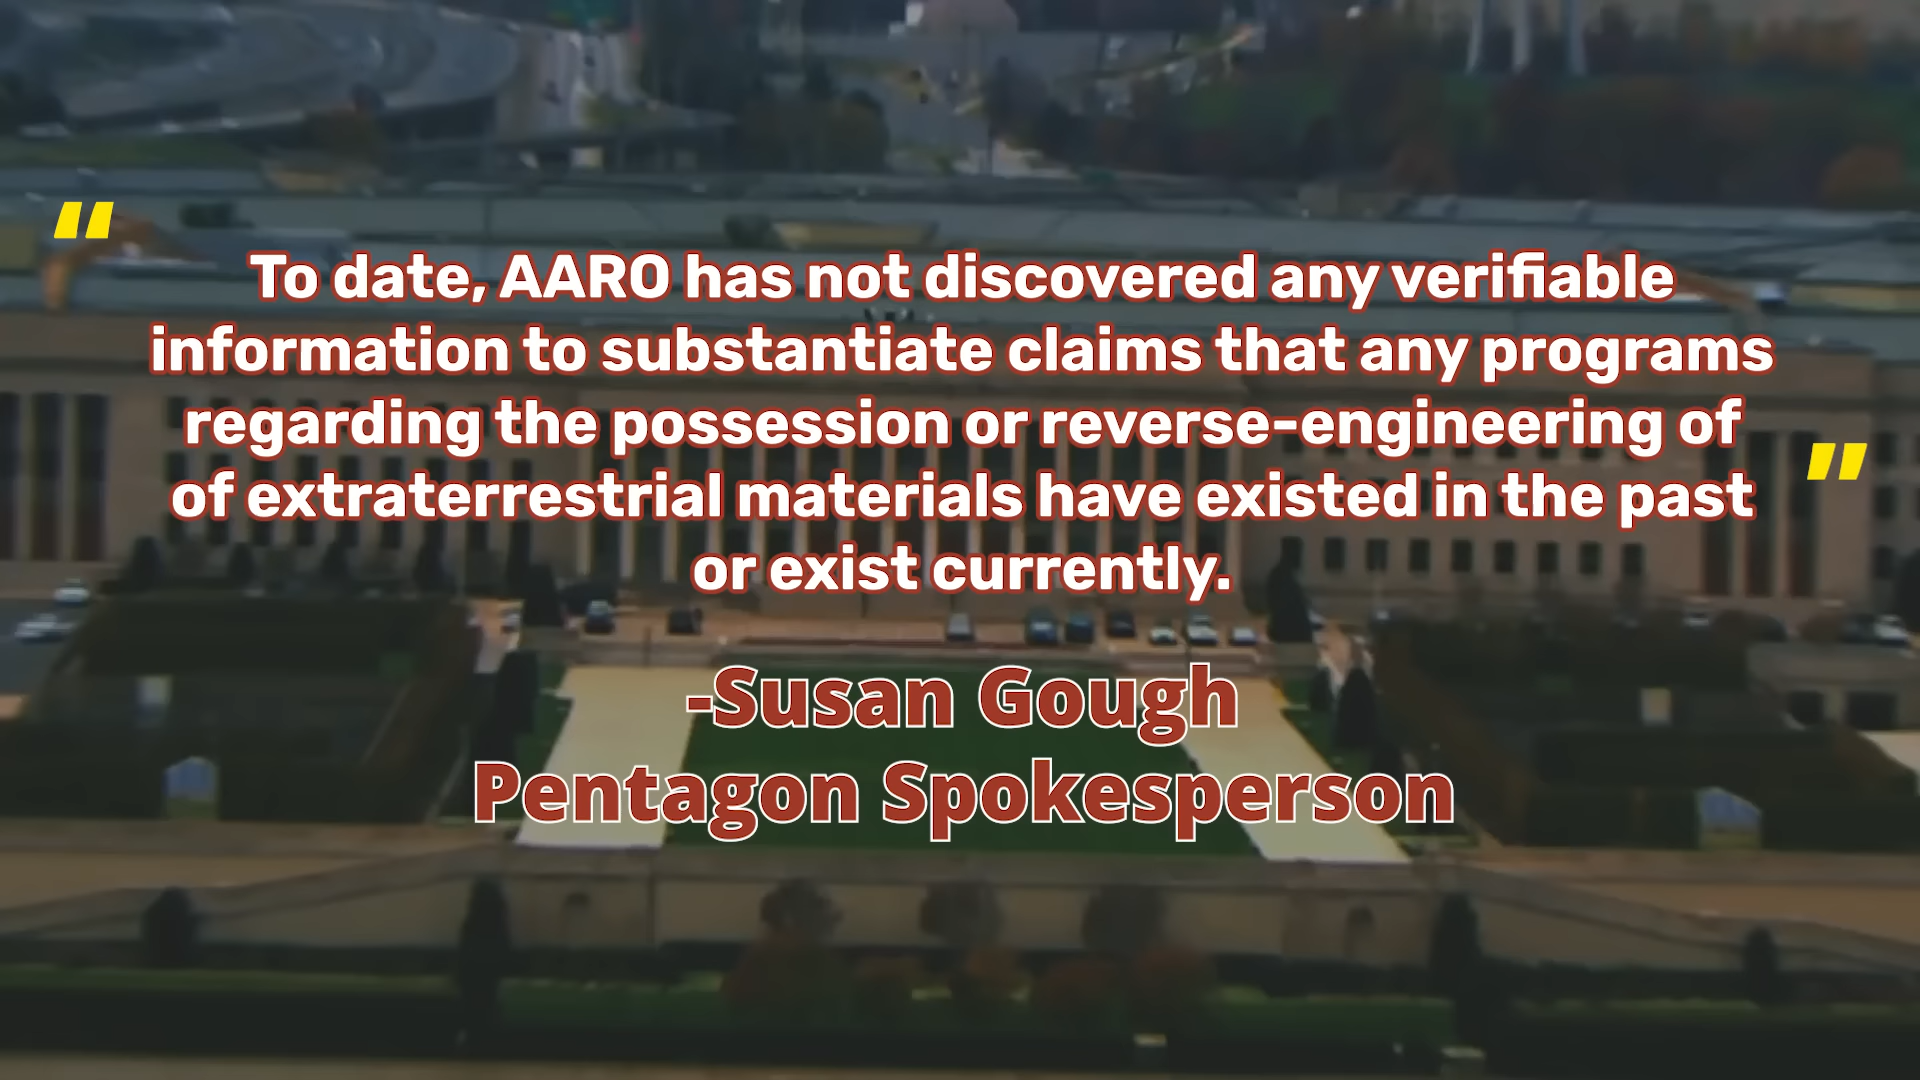 "
To date, AARO has not discovered any verifiable
information to substantiate claims that any programs
regarding the possession or reverse-engineering of
of extraterrestrial materials have existed in the past
or exist currently.
"
-Susan Gough
Pentagon Spokesperson